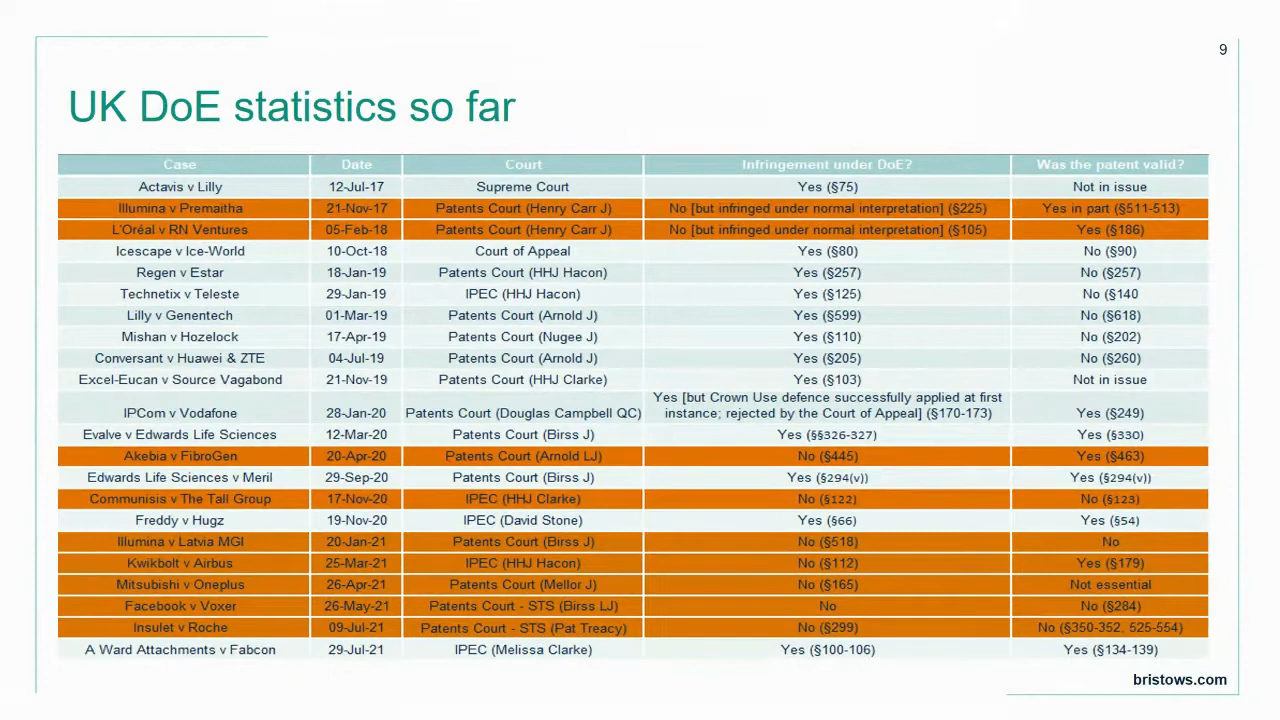 9
UK DoE statistics so far
Case Date Court Infringement under DoE? Was the patent valid?
Actavis v Lilly 12-Jul-17 Supreme Court Yes (§75) Not in issue
Illumina v Premaitha 21-Nov-17 Patents Court (Henry Carr J) No [but infringed under normal interpretation] (§225) Yes in part (§511-513)
L'Oréal v RN Ventures 05-Feb-18 Patents Court (Henry Carr J) No [but infringed under normal interpretation] (§105) Yes (§186)
Icescape v Ice-World 10-Oct-18 Court of Appeal Yes (§80) No (§90)
Regen v Estar 18-Jan-19 Patents Court (HHJ Hacon) Yes (§257) No (§257)
Technetix v Teleste 29-Jan-19 IPEC (HHJ Hacon) Yes (§125) No (§140
Lilly v Genentech 01-Mar-19 Patents Court (Arnold J) Yes (§599) No (§618)
Mishan v Hozelock 17-Apr-19 Patents Court (Nugee J) Yes (§110) No (§202)
Conversant v Huawei & ZTE 04-Jul-19 Patents Court (Arnold J) Yes (§205) No (§260)
Excel-Eucan v Source Vagabond 21-Nov-19 Patents Court (HHJ Clarke) Yes (§103) Not in issue
Yes [but Crown Use defence successfully applied at first
IPCom v Vodafone 28-Jan-20 Patents Court (Douglas Campbell QC) instance; rejected by the Court of Appeal] (§170-173) Yes (§249)
Evalve v Edwards Life Sciences 12-Mar-20 Patents Court (Birss J) Yes (§§326-327) Yes (§330)
Akebia v FibroGen 20-Apr-20 Patents Court (Arnold LJ) No (§445) Yes (§463)
Edwards Life Sciences v Meril 29-Sep-20 Patents Court (Birss J) Yes (§294(v)) Yes (§294(v))
Communisis v The Tall Group 17-Nov-20 IPEC (HHJ Clarke) No (§122) No (§123)
Freddy v Hugz 19-Nov-20 IPEC (David Stone) Yes (§66) Yes (§54)
Illumina v Latvia MGI 20-Jan-21 Patents Court (Birss J) No (§518) No
Kwikbolt v Airbus 25-Mar-21 IPEC (HHJ Hacon) No (§112) Yes (§179)
Mitsubishi v Oneplus 26-Apr-21 Patents Court (Mellor J) No (§165) Not essential
Facebook v Voxer 26-May-21 Patents Court - STS (Birss LJ) No No (§284)
Insulet v Roche 09-Jul-21 Patents Court - STS (Pat Treacy) No (§299) No (§350-352, 525-554)
A Ward Attachments v Fabcon 29-Jul-21 IPEC (Melissa Clarke) Yes (§100-106) Yes (§134-139)
bristows.com